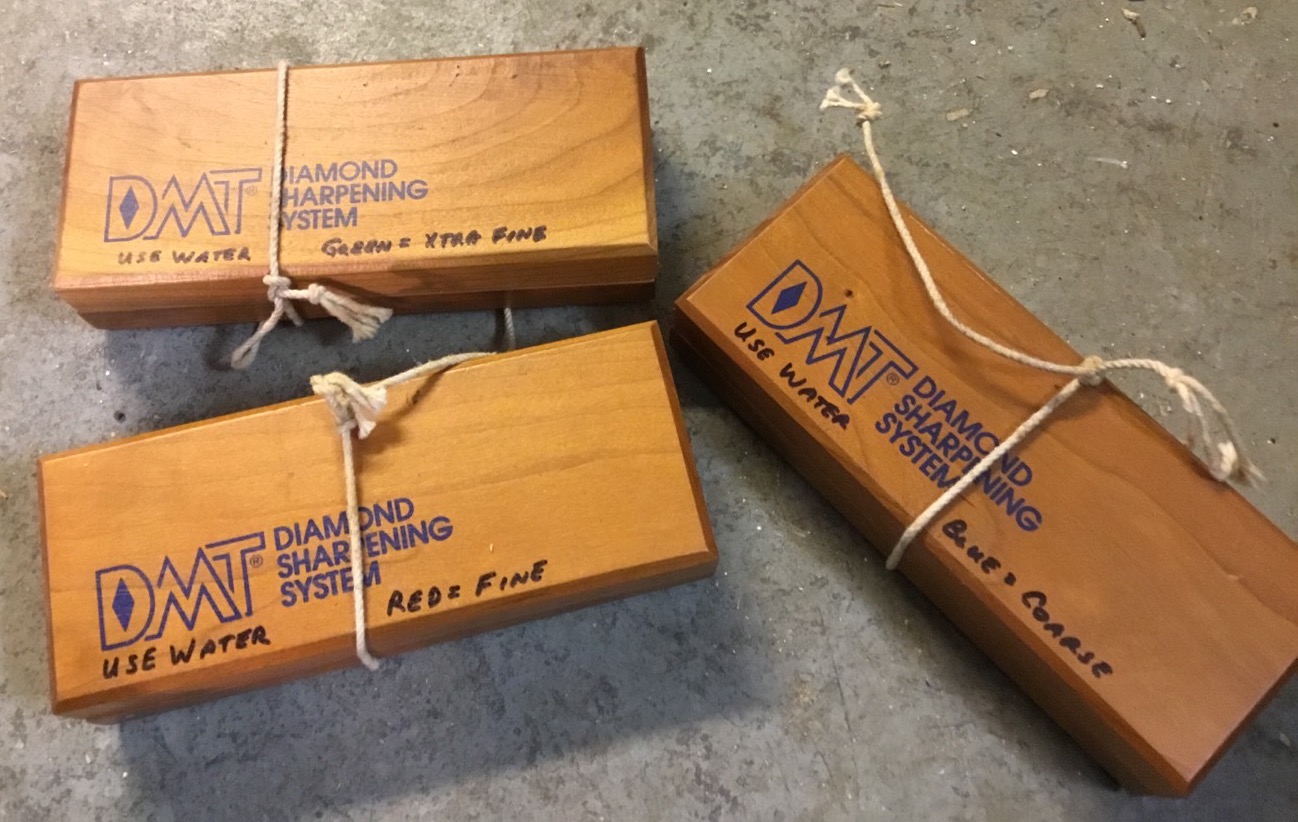 DMT® DIAMOND
SHARPENING
SYSTEM
USE WATER GREEN = XTRA FINE
DMT® DIAMOND
SHARPENING
SYSTEM
USE WATER RED = FINE
DMT® DIAMOND
SHARPENING
SYSTEM
USE WATER
BLUE = COARSE